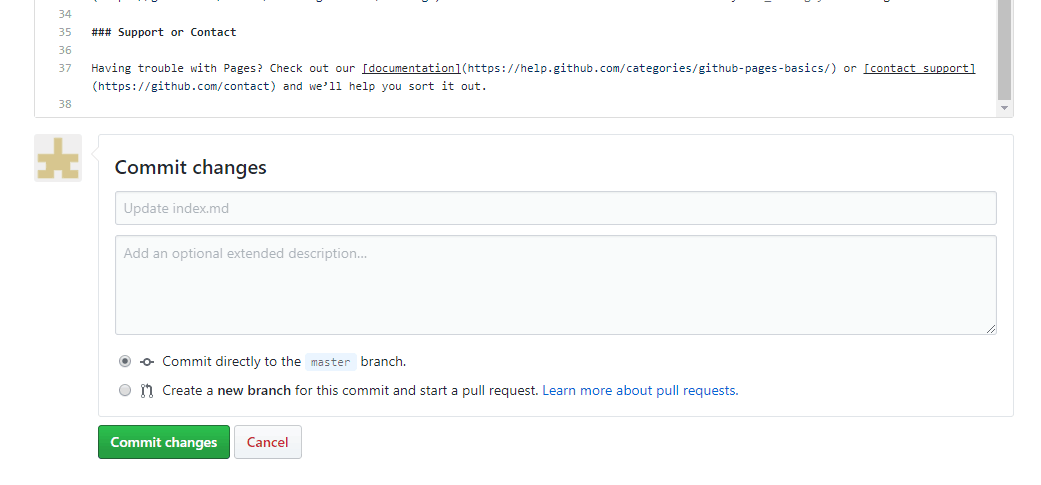 34
35 ### Support or Contact
36
37 Having trouble with Pages? Check out our [documentation](https://help.github.com/categories/github-pages-basics/) or [contact support]
(https://github.com/contact) and we’ll help you sort it out.
38
Commit changes
Update index.md
Add an optional extended description...
Commit directly to the master branch.
Create a new branch for this commit and start a pull request. Learn more about pull requests.
Commit changes Cancel